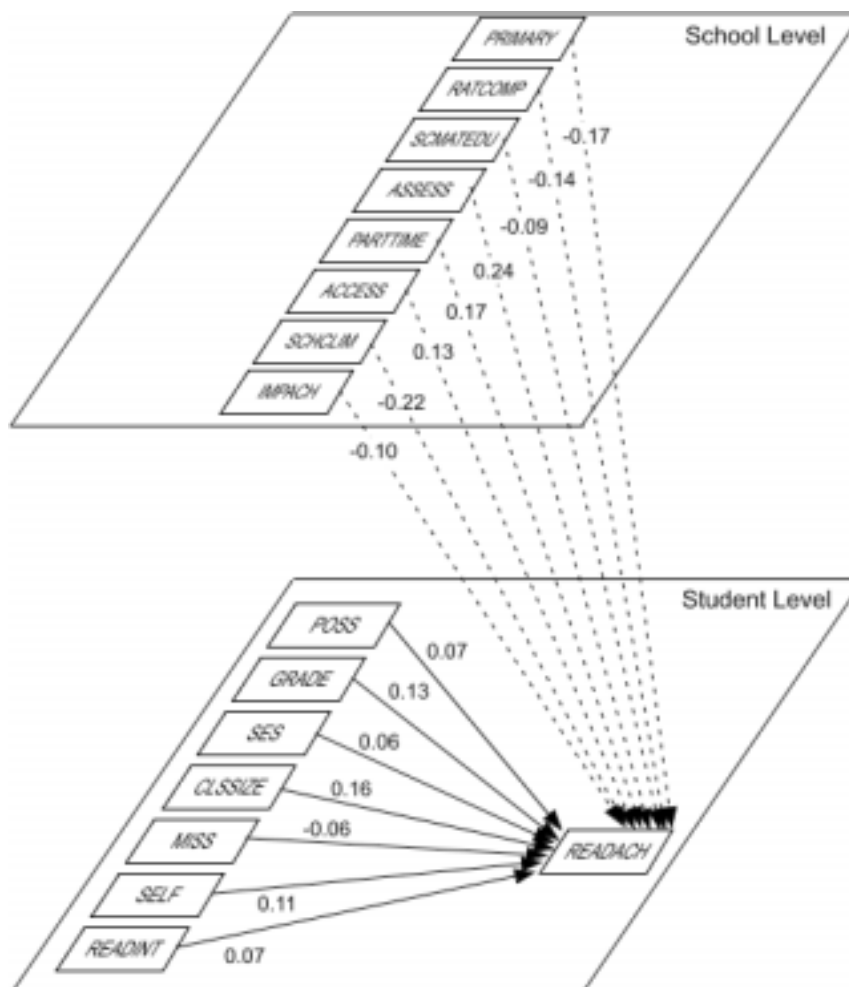 PRIMARY
School Level
RATCOMP
SCMATEDU
-0.17
ASSESS
-0.14
PARTTIME
-0.09
ACCESS
0.24
SCHCLIM
0.17
IMPACH
0.13
-0.22
-0.10
Student Level
POSS
0.07
GRADE
0.13
SES
0.06
CLSSIZE
0.16
MISS
-0.06
READACH
SELF
0.11
READINT
0.07